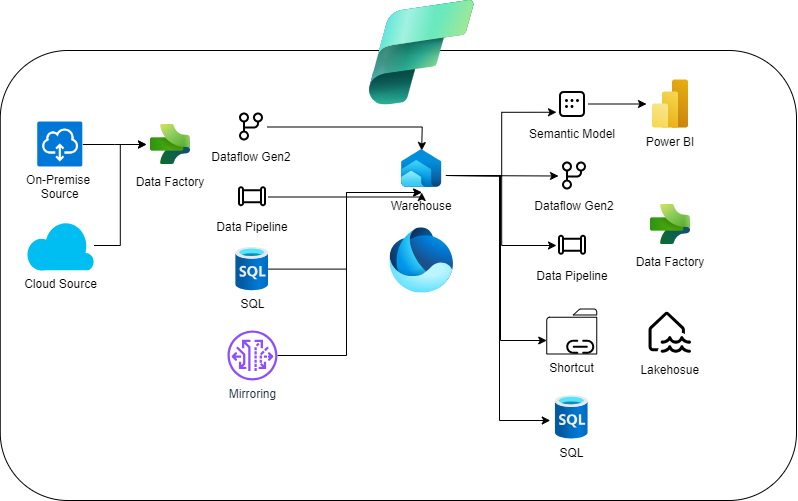 On-Premise
Source
Cloud Source
Data Factory
Dataflow Gen2
Data Pipeline
SQL
SQL
Mirroring
Warehouse
Semantic Model
Power BI
Dataflow Gen2
Data Pipeline
Data Factory
Shortcut
Lakehosue
SQL
SQL